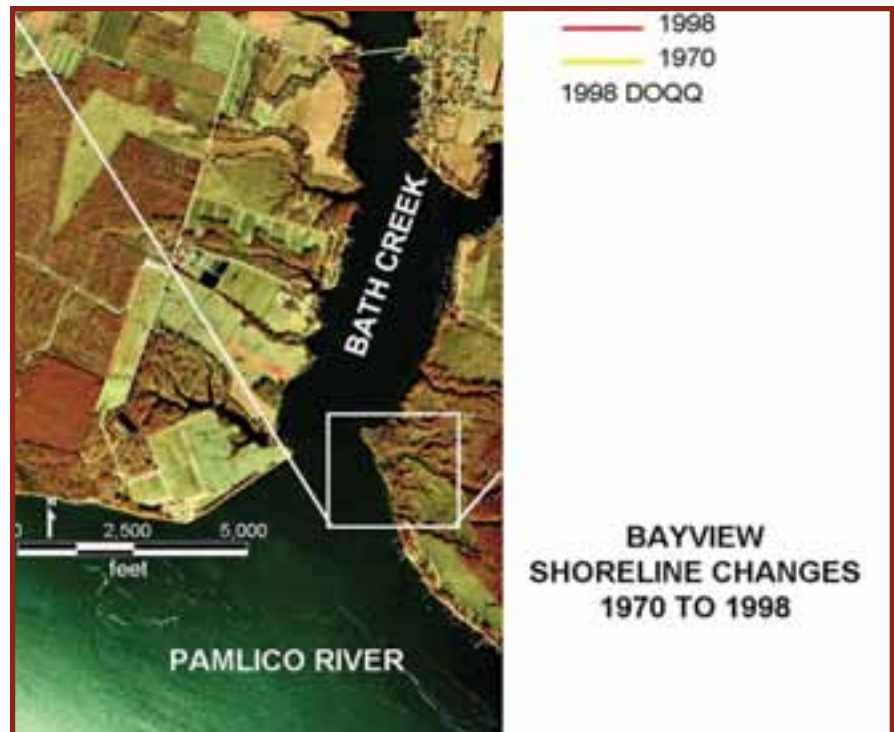 1998
1970
1998 DOQQ
BATH CREEK
0 2,500 5,000
feet
BAYVIEW
SHORELINE CHANGES
1970 TO 1998
PAMLICO RIVER